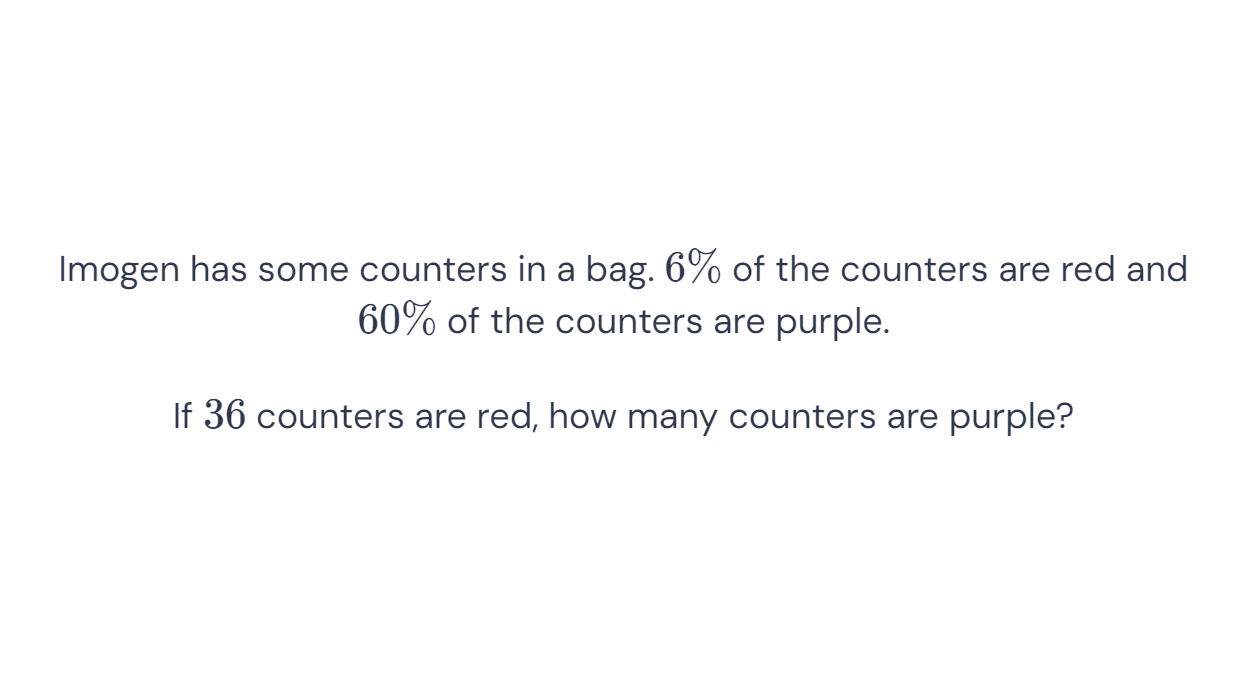 Imogen has some counters in a bag. 6% of the counters are red and
60% of the counters are purple.
If 36 counters are red, how many counters are purple?